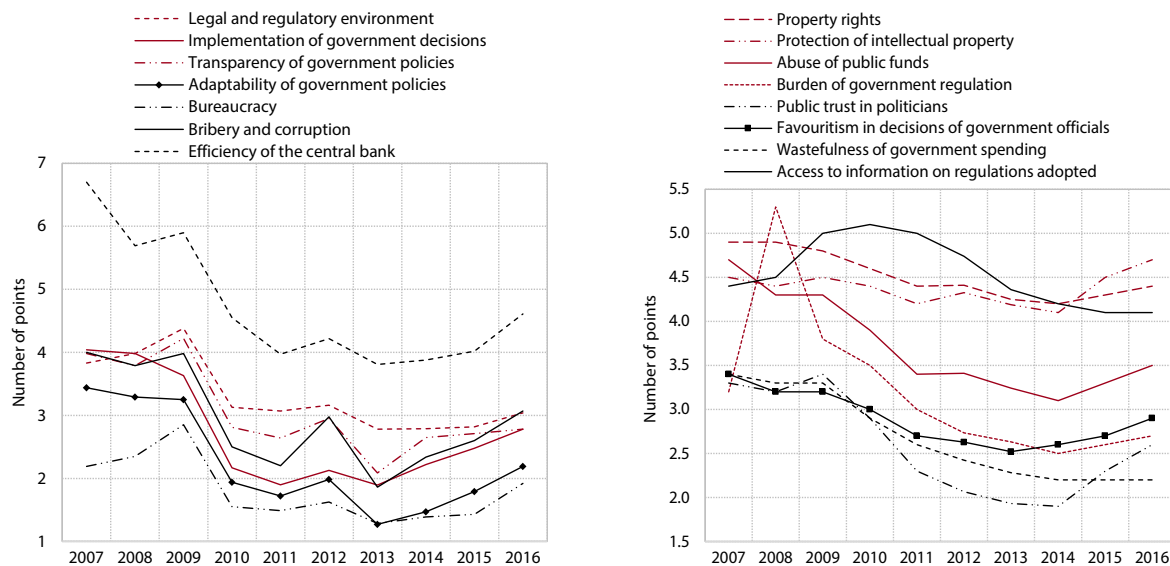 Legal and regulatory environment
Implementation of government decisions
Transparency of government policies
Adaptability of government policies
Bureaucracy
Bribery and corruption
Efficiency of the central bank
Number of points
7
6
5
4
3
2
1
2007 2008 2009 2010 2011 2012 2013 2014 2015 2016
Property rights
Protection of intellectual property
Abuse of public funds
Burden of government regulation
Public trust in politicians
Favouritism in decisions of government officials
Wastefulness of government spending
Access to information on regulations adopted
Number of points
5.5
5.0
4.5
4.0
3.5
3.0
2.5
2.0
1.5
2007 2008 2009 2010 2011 2012 2013 2014 2015 2016